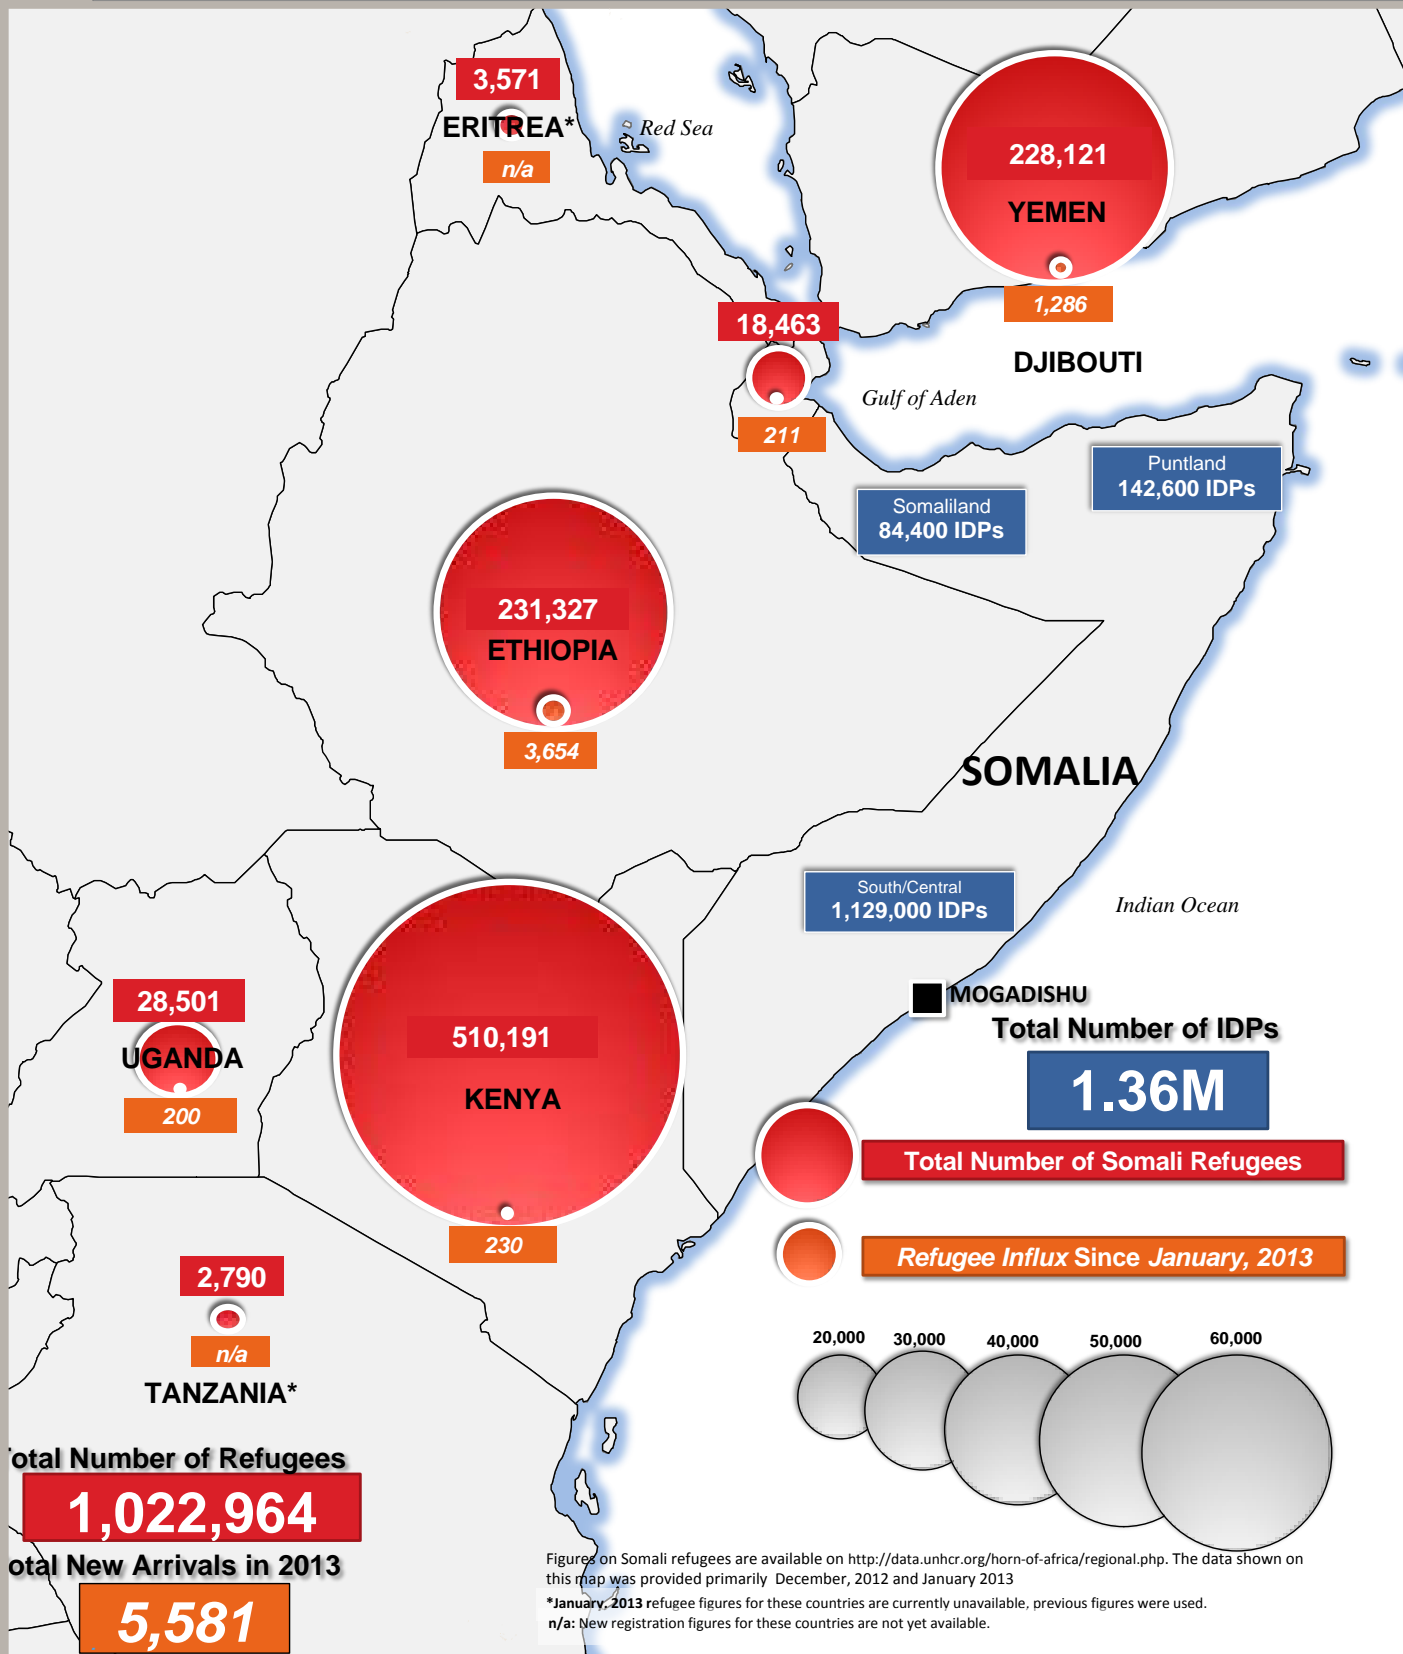 3,571
ERITREA*
n/a
Red Sea
228,121
YEMEN
1,286
18,463
DJIBOUTI
211
Gulf of Aden
Puntland
142,600 IDPs
Somaliland
84,400 IDPs
231,327
ETHIOPIA
3,654
SOMALIA
South/Central
1,129,000 IDPs
Indian Ocean
28,501
UGANDA
200
510,191
KENYA
230
MOGADISHU
Total Number of IDPs
1.36M
Total Number of Somali Refugees
Refugee Influx Since January, 2013
2,790
n/a
TANZANIA*
20,000
30,000
40,000
50,000
60,000
Total Number of Refugees
1,022,964
otal New Arrivals in 2013
5,581
Figures on Somali refugees are available on http://data.unhcr.org/horn-of-africa/regional.php. The data shown on
this map was provided primarily December, 2012 and January 2013
*January, 2013 refugee figures for these countries are currently unavailable, previous figures were used.
n/a: New registration figures for these countries are not yet available.